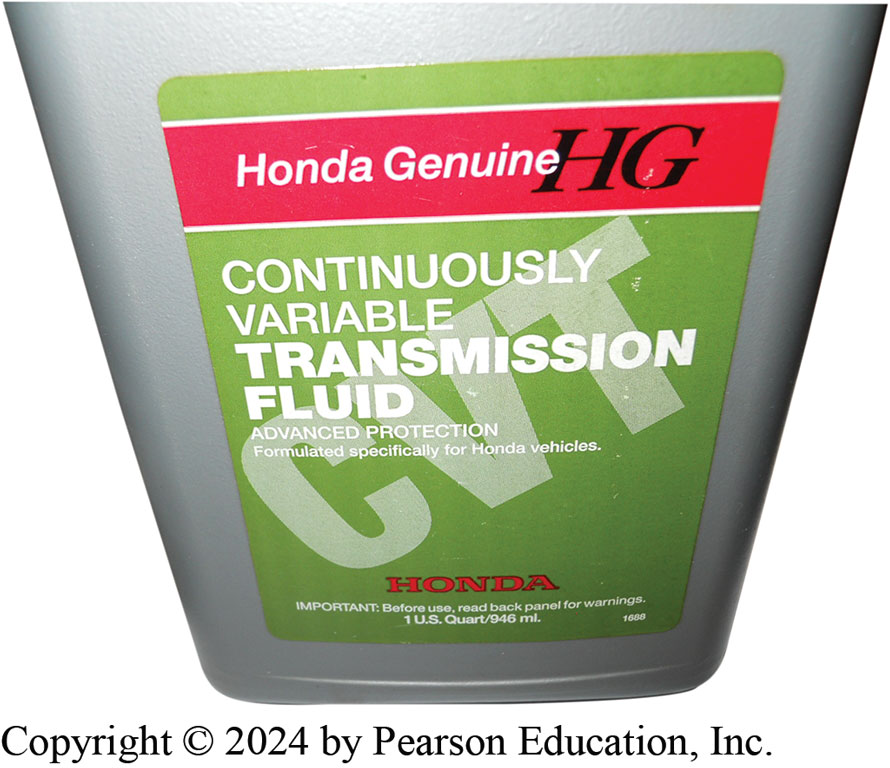 Honda Genuine HG
CONTINUOUSLY
VARIABLE
TRANSMISSION
FLUID
ADVANCED PROTECTION
Formulated specifically for Honda vehicles.
CVT
HONDA
IMPORTANT: Before use, read back panel for warnings.
1 U.S. Quart/946 ml.
1688
Copyright © 2024 by Pearson Education, Inc.